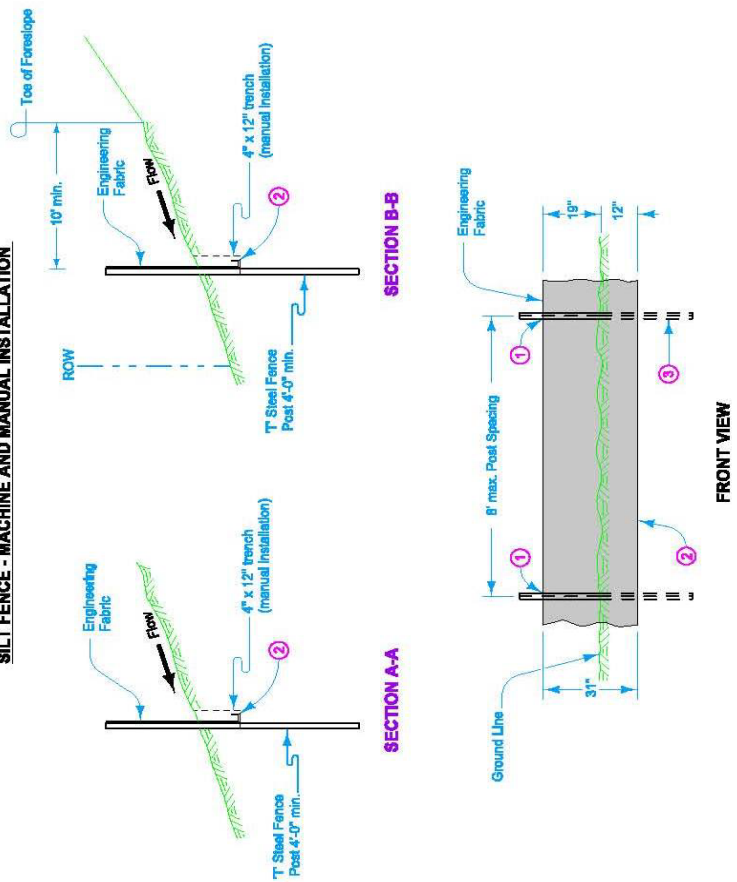 SILT FENCE - MACHINE AND MANUAL INSTALLATION
Engineering
Fabric
Flow
4" x 12" trench
(manual installation)
2
'T' Steel Fence
Post 4'-0" min.
SECTION A-A
ROW
10' min.
Toe of Foreslope
Engineering
Fabric
Flow
4" x 12" trench
(manual installation)
2
'T' Steel Fence
Post 4'-0" min.
SECTION B-B
Ground Line
31"
1
8' max. Post Spacing
1
Engineering
Fabric
19"
12"
2
3
FRONT VIEW